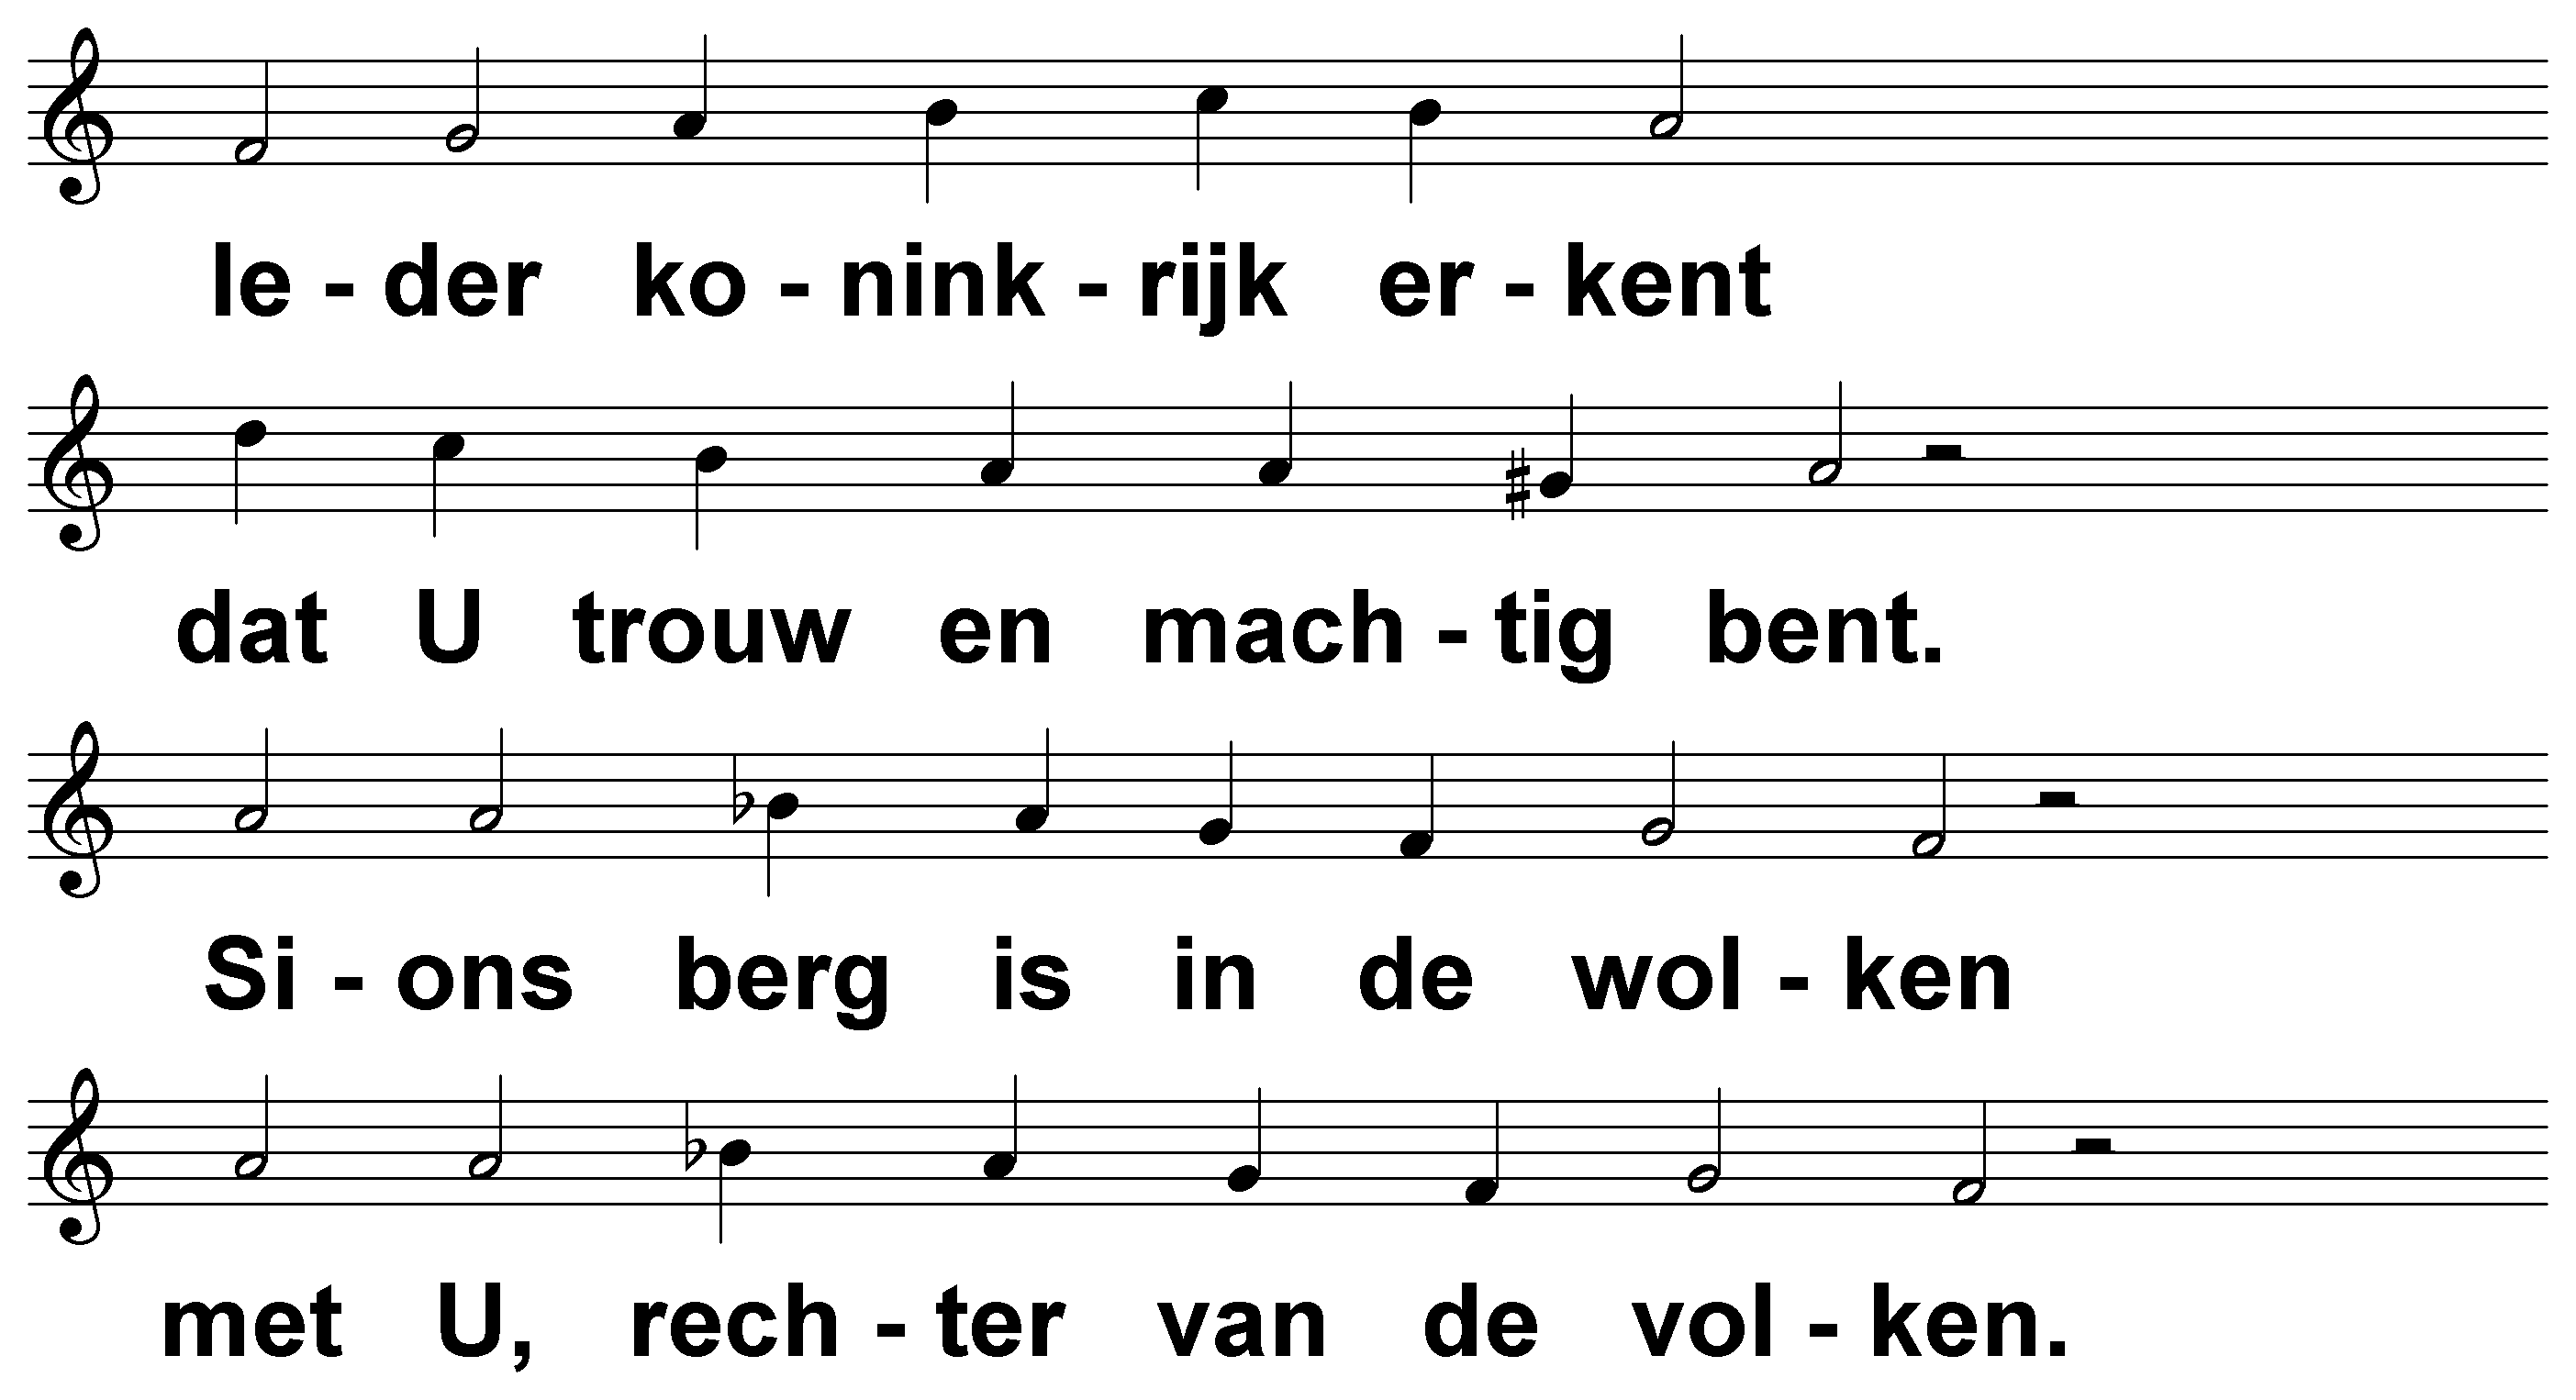 Ie - der ko - nink - rijk er - kent
dat U trouw en mach - tig bent.
Si - ons berg is in de wol - ken
met U, rech - ter van de vol - ken.